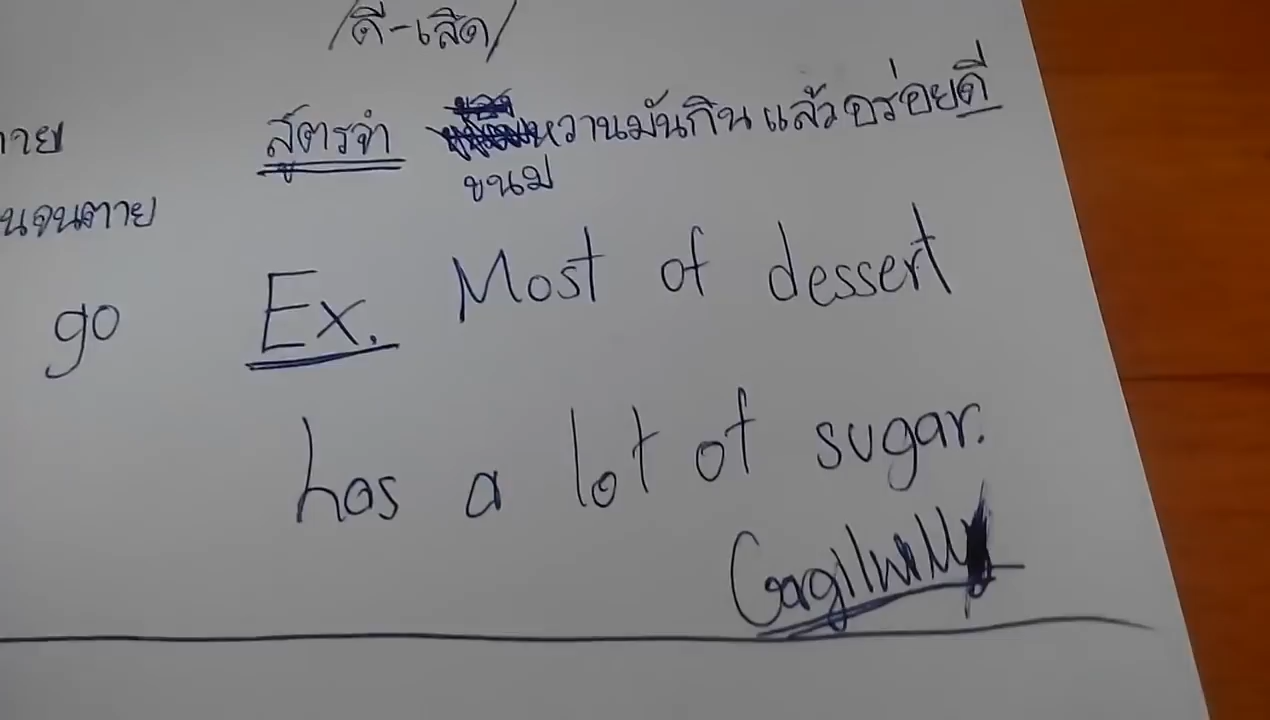 /ดี-เสิด/
สูตรจำ หวานมันกินแล้วอร่อยดี
ขนม
าย
นจนตาย
go
Ex. Most of dessert
has a lot of sugar.